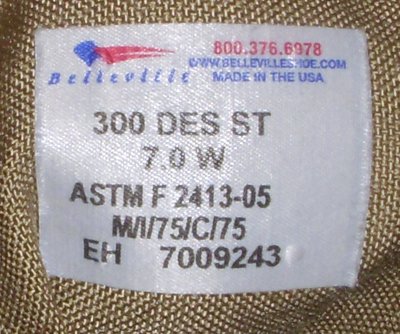 Belleville
800.376.6978
WWW.BELLEVILLESHOE.COM
MADE IN THE USA
300 DES ST
7.0 W
ASTM F 2413-05
M/I/75/C/75
EH 7009243